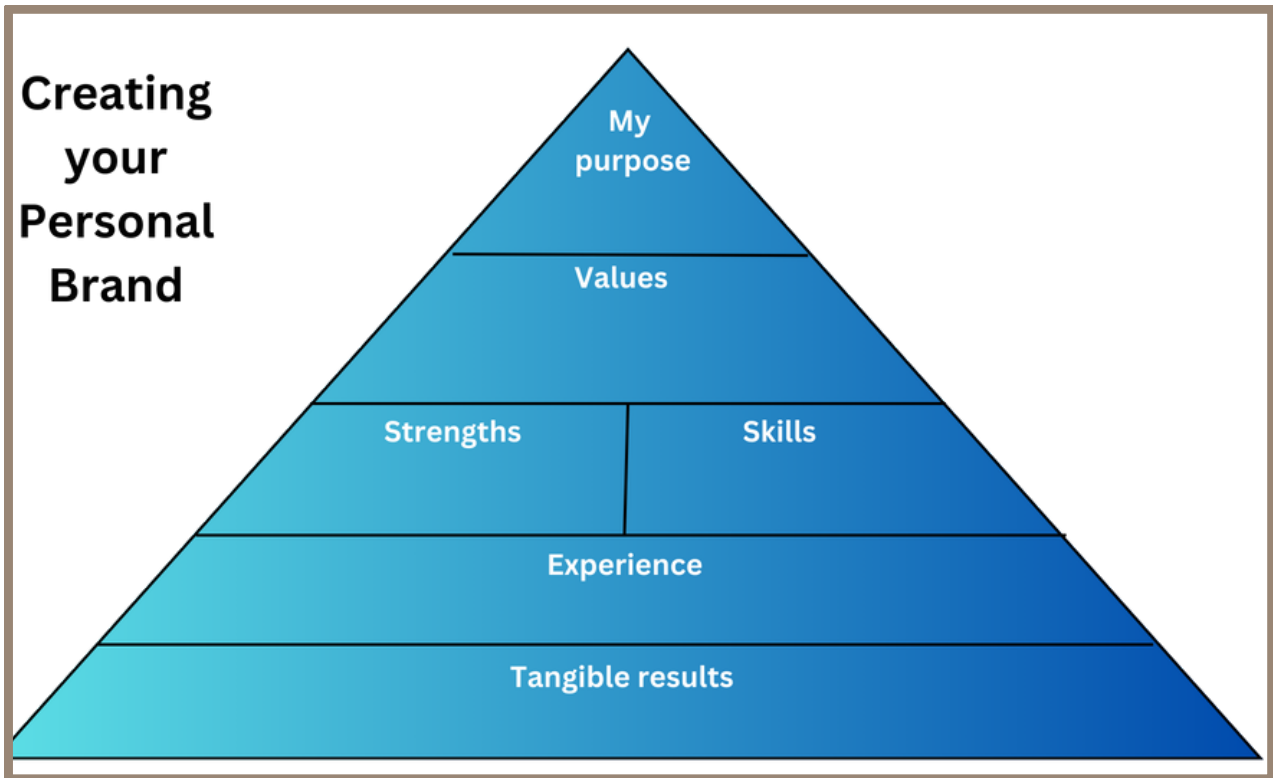 Creating
your
Personal
Brand
My
purpose
Values
Strengths
Skills
Experience
Tangible results